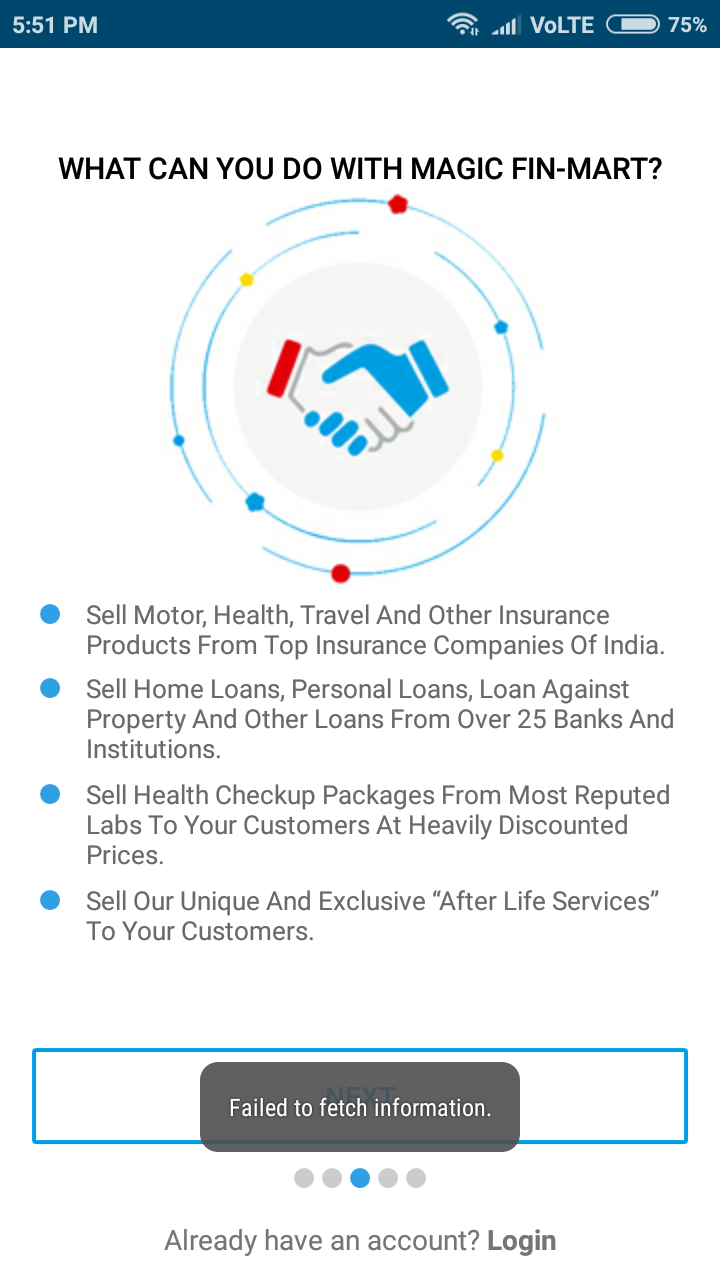 5:51 PM VoLTE 75%
WHAT CAN YOU DO WITH MAGIC FIN-MART?
Sell Motor, Health, Travel And Other Insurance
Products From Top Insurance Companies Of India.
Sell Home Loans, Personal Loans, Loan Against
Property And Other Loans From Over 25 Banks And
Institutions.
Sell Health Checkup Packages From Most Reputed
Labs To Your Customers At Heavily Discounted
Prices.
Sell Our Unique And Exclusive “After Life Services”
To Your Customers.
NEXT
Failed to fetch information.
Already have an account? Login